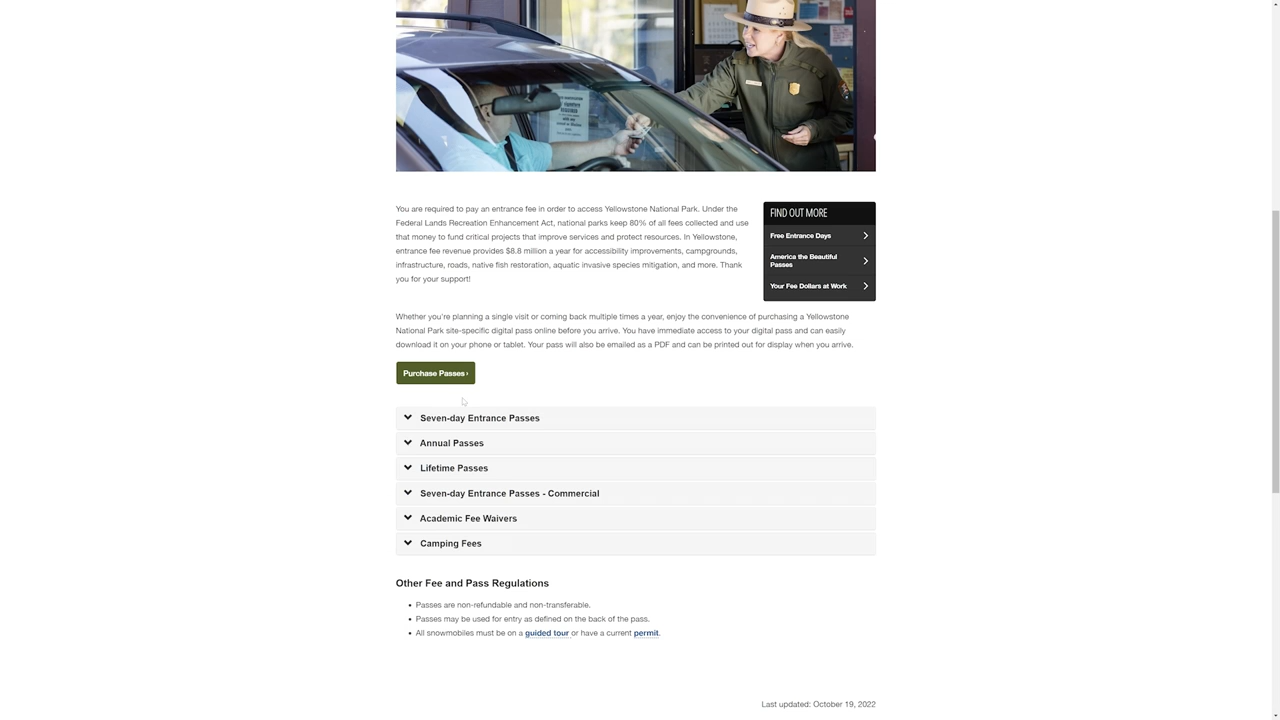 You are required to pay an entrance fee in order to access Yellowstone National Park. Under the
Federal Lands Recreation Enhancement Act, national parks keep 80% of all fees collected and use
that money to fund critical projects that improve services and protect resources. In Yellowstone,
entrance fee revenue provides $8.8 million a year for accessibility improvements, campgrounds,
infrastructure, roads, native fish restoration, aquatic invasive species mitigation, and more. Thank
you for your support!
FIND OUT MORE
Free Entrance Days
America the Beautiful
Passes
Your Fee Dollars at Work
Whether you're planning a single visit or coming back multiple times a year, enjoy the convenience of purchasing a Yellowstone
National Park site-specific digital pass online before you arrive. You have immediate access to your digital pass and can easily
download it on your phone or tablet. Your pass will also be emailed as a PDF and can be printed out for display when you arrive.
Purchase Passes ›
Seven-day Entrance Passes
Annual Passes
Lifetime Passes
Seven-day Entrance Passes - Commercial
Academic Fee Waivers
Camping Fees
Other Fee and Pass Regulations
• Passes are non-refundable and non-transferable.
• Passes may be used for entry as defined on the back of the pass.
• All snowmobiles must be on a guided tour or have a current permit.
Last updated: October 19, 2022